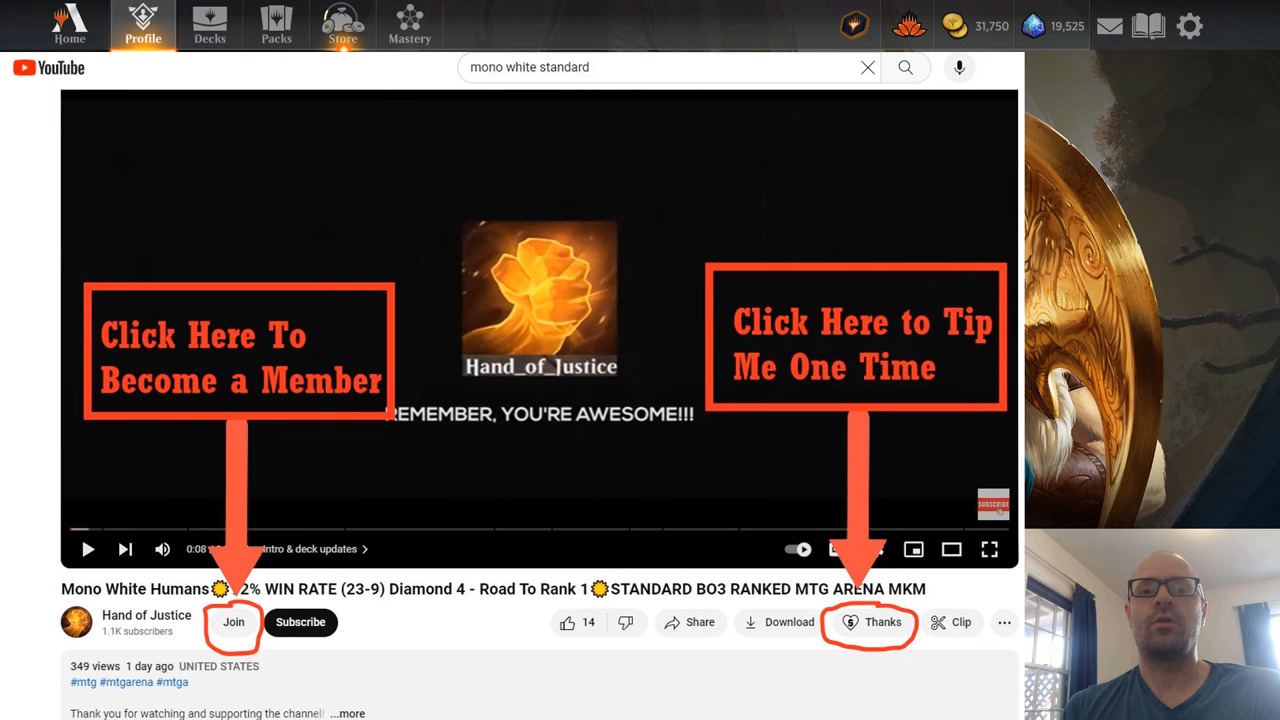 Home
Profile
Decks
Packs
Store
Mastery
31,750
19,525
YouTube
mono white standard
Click Here To
Become a Member
Click Here to Tip
Me One Time
Hand_of_Justice
REMEMBER, YOU'RE AWESOME!!!
SUBSCRIBE
0:08
Intro & deck updates
2% WIN RATE (23-9) Diamond 4 - Road To Rank 1
Mono White Humans
STANDARD BO3 RANKED MTG ARENA MKM
Hand of Justice
1.1K subscribers
Join
Subscribe
14
Share
Download
Thanks
Clip
349 views 1 day ago UNITED STATES
#mtg #mtgarena #mtga
Thank you for watching and supporting the channel! ...more